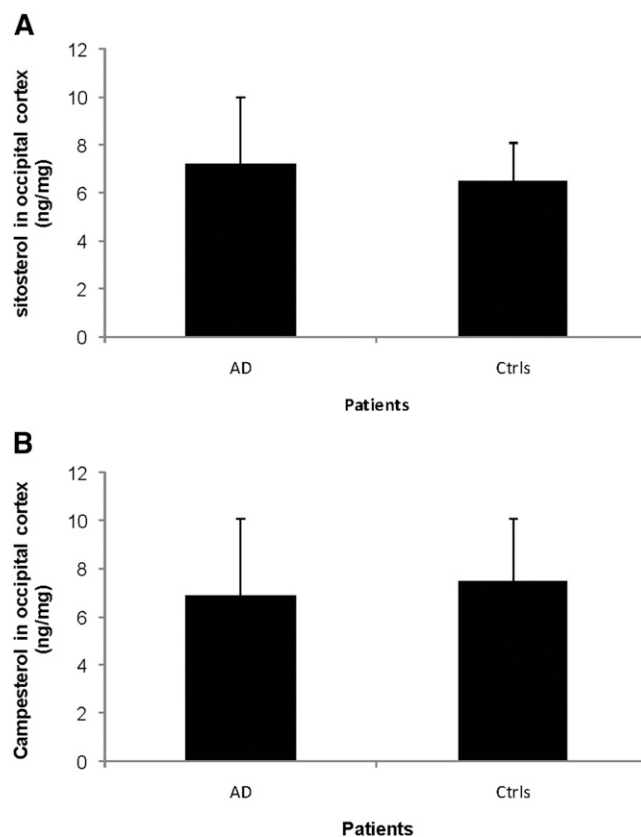 A
sitosterol in occipital cortex
(ng/mg)
12
10
8
6
4
2
0
AD
Ctrls
Patients
B
Campesterol in occipital cortex
(ng/mg)
12
10
8
6
4
2
0
AD
Ctrls
Patients